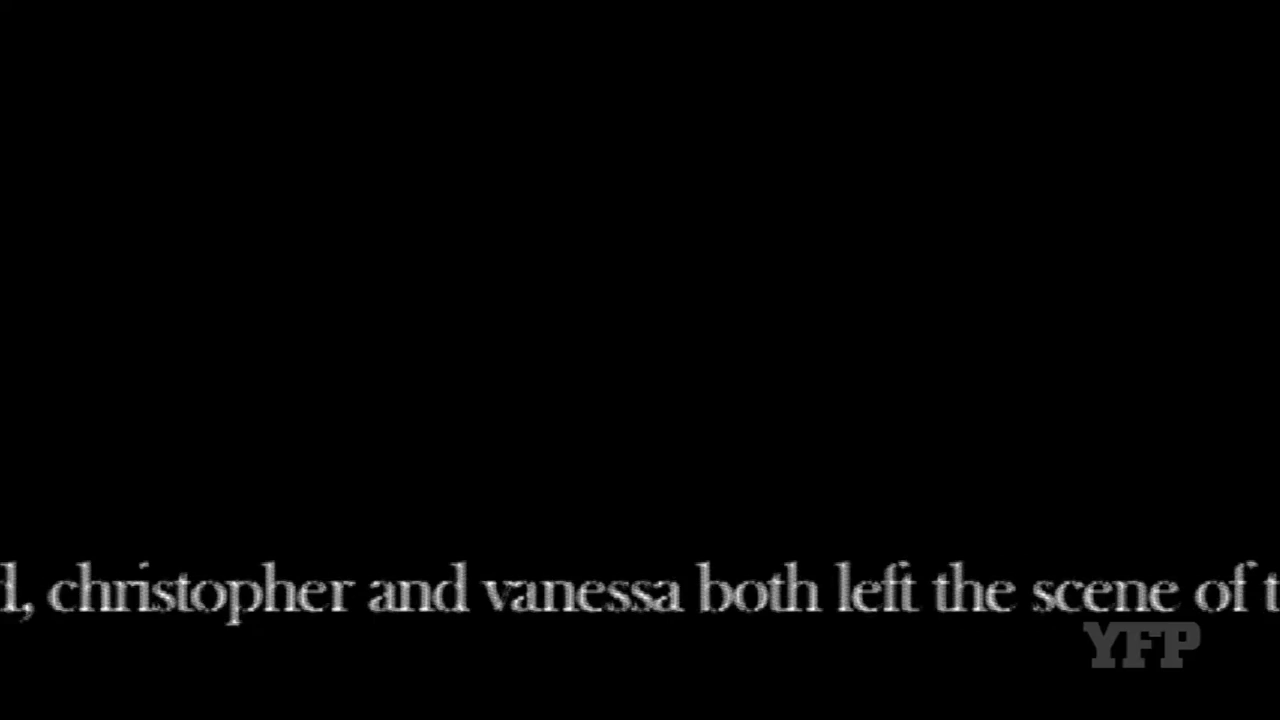 d, christopher and vanessa both left the scene of t
YFP